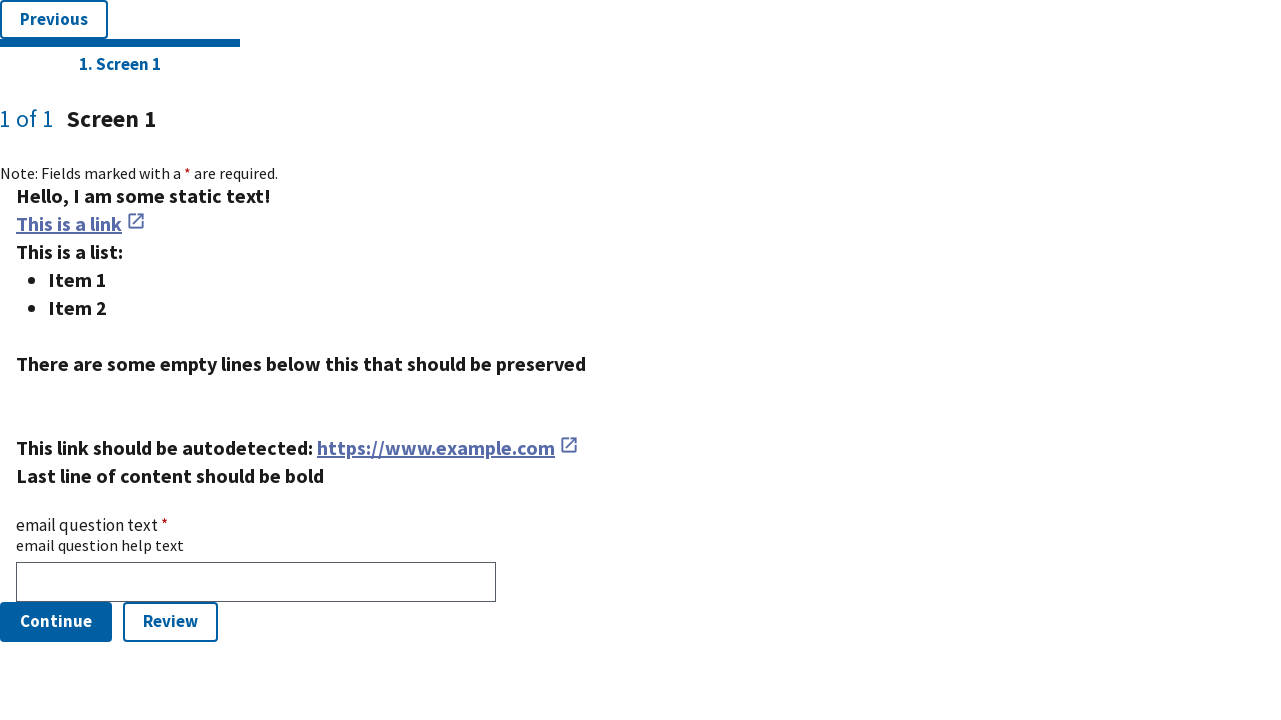 Previous
1. Screen 1
1 of 1 Screen 1
Note: Fields marked with a * are required.
Hello, I am some static text!
This is a link
This is a list:
• Item 1
• Item 2
There are some empty lines below this that should be preserved
This link should be autodetected: https://www.example.com
Last line of content should be bold
email question text *
email question help text
Continue Review